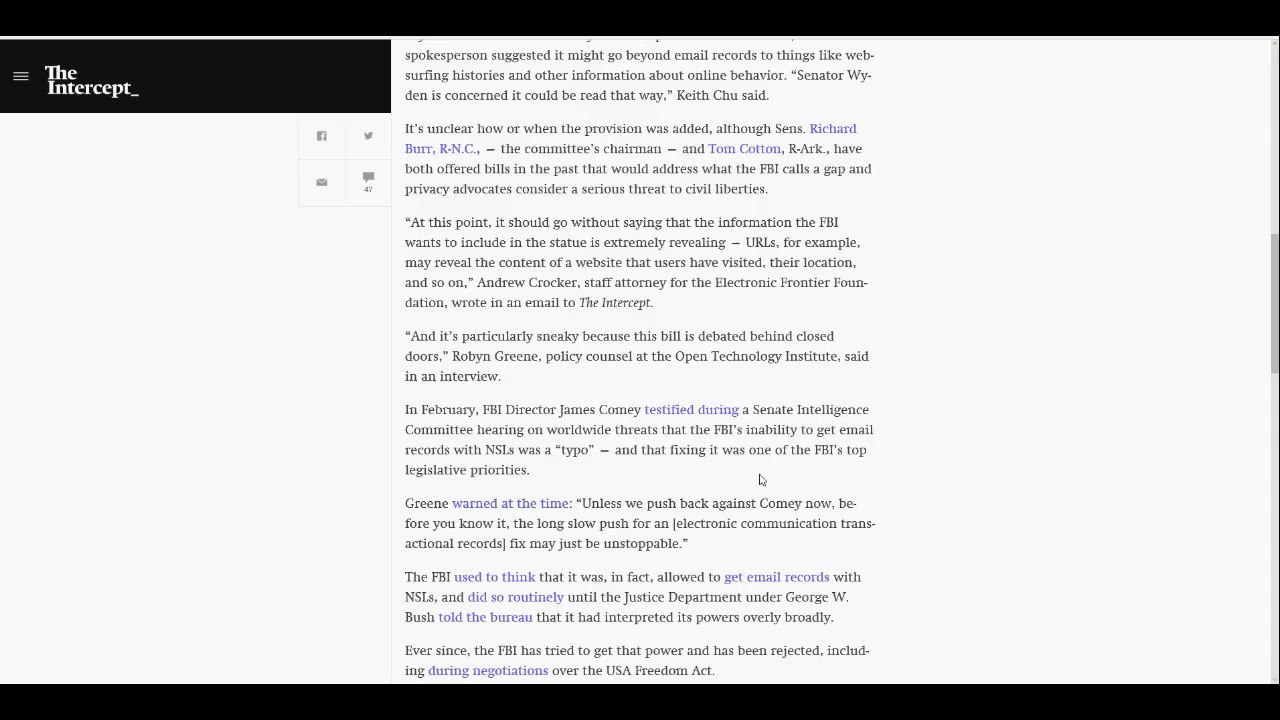 The
Intercept_
47
spokesperson suggested it might go beyond email records to things like web-
surfing histories and other information about online behavior. “Senator Wy-
den is concerned it could be read that way,” Keith Chu said.
It’s unclear how or when the provision was added, although Sens. Richard
Burr, R-N.C., — the committee’s chairman — and Tom Cotton, R-Ark., have
both offered bills in the past that would address what the FBI calls a gap and
privacy advocates consider a serious threat to civil liberties.
“At this point, it should go without saying that the information the FBI
wants to include in the statue is extremely revealing — URLs, for example,
may reveal the content of a website that users have visited, their location,
and so on,” Andrew Crocker, staff attorney for the Electronic Frontier Foun-
dation, wrote in an email to The Intercept.
“And it’s particularly sneaky because this bill is debated behind closed
doors,” Robyn Greene, policy counsel at the Open Technology Institute, said
in an interview.
In February, FBI Director James Comey testified during a Senate Intelligence
Committee hearing on worldwide threats that the FBI’s inability to get email
records with NSLs was a “typo” — and that fixing it was one of the FBI’s top
legislative priorities.
Greene warned at the time: “Unless we push back against Comey now, be-
fore you know it, the long slow push for an [electronic communication trans-
actional records] fix may just be unstoppable.”
The FBI used to think that it was, in fact, allowed to get email records with
NSLs, and did so routinely until the Justice Department under George W.
Bush told the bureau that it had interpreted its powers overly broadly.
Ever since, the FBI has tried to get that power and has been rejected, includ-
ing during negotiations over the USA Freedom Act.